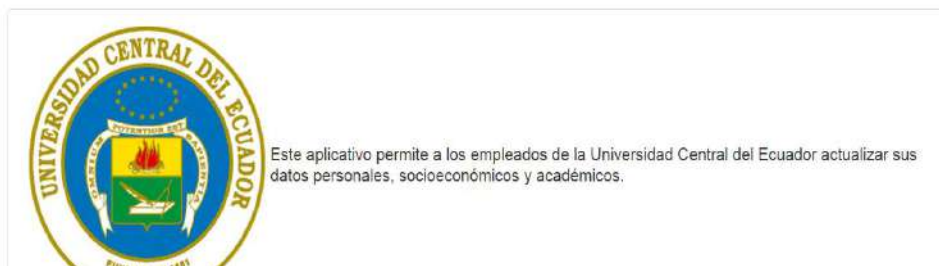 UNIVERSIDAD CENTRAL DEL ECUADOR
OMNIUM POTENTIOR EST SAPIENTIA
Este aplicativo permite a los empleados de la Universidad Central del Ecuador actualizar sus
datos personales, socioeconómicos y académicos.